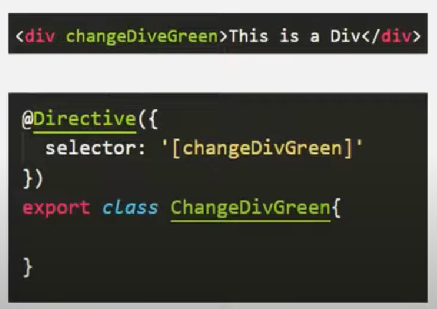 <div changeDiveGreen>This is a Div</div>
@Directive({
  selector: '[changeDivGreen]'
})
export class ChangeDivGreen{
}